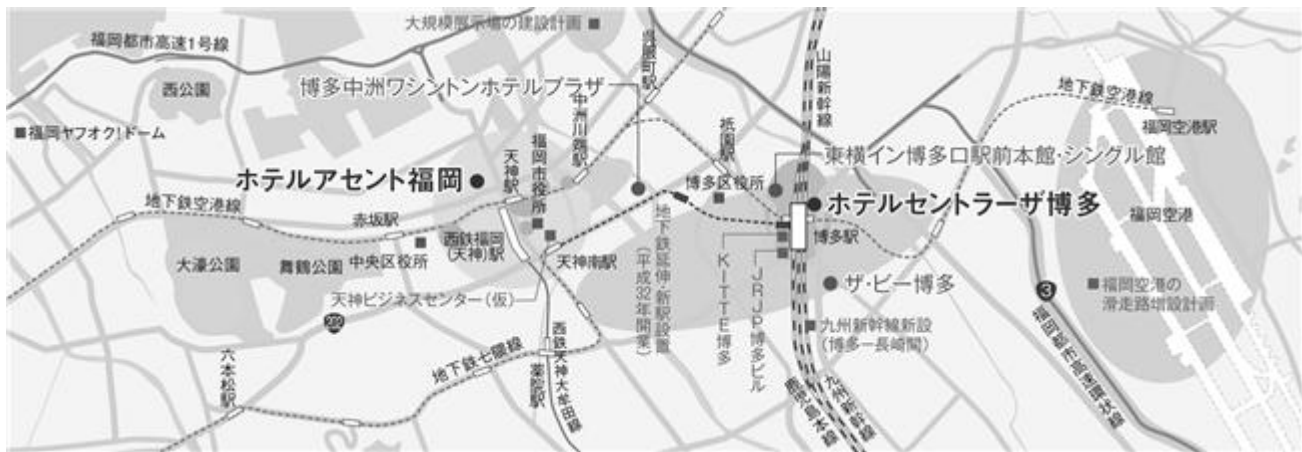 大規模展示場の建設計画
福岡都市高速1号線
呉服町駅
山陽新幹線
西公園
博多中洲ワシントンホテルプラザ
地下鉄空港線
福岡空港駅
福岡ヤフオク!ドーム
中洲川端駅
祇園駅
福岡市役所
天神駅
東横イン博多口駅前本館・シングル館
ホテルアセント福岡
博多区役所
ホテルセントラーザ博多
地下鉄空港線
赤坂駅
福岡空港
西鉄福岡
(天神)駅
博多駅
大濠公園
舞鶴公園
中央区役所
天神南駅
地下鉄延伸・新駅設置
(平成32年開業)
KITTE博多
JRJP博多ビル
ザ・ビー博多
福岡空港の
滑走路増設計画
天神ビジネスセンター(仮)
202
3
九州新幹線新設
(博多ー長崎間)
福岡都市高速環状線
六本松駅
地下鉄七隈線
薬院駅
西鉄天神大牟田線
鹿児島本線
九州新幹線